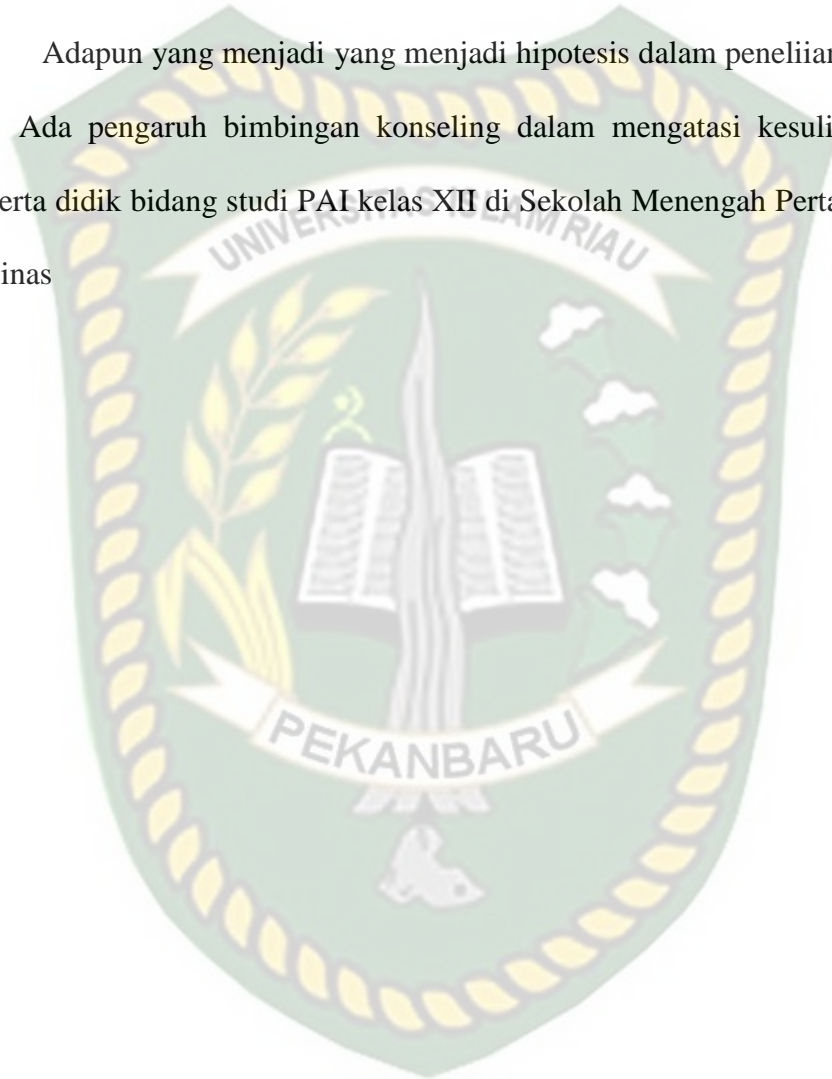 Adapun yang menjadi yang menjadi hipotesis dalam peneliian
Ada pengaruh bimbingan konseling dalam mengatasi kesuli
erta didik bidang studi PAI kelas XII di Sekolah Menengah Perta
UNIVERSITAS ISLAM RIAU
inas
PEKANBARU